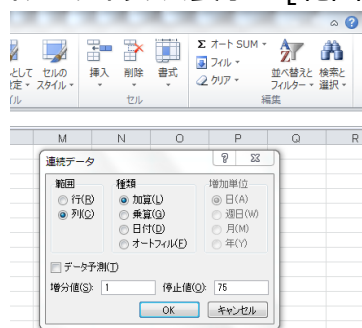 Σ オート SUM
フィル
クリア
として
定
セルの
スタイル
挿入
削除
書式
並べ替えと
フィルター
検索と
選択
イル
セル
編集
M N O P Q R
連続データ
範囲
行(R)
列(C)
種類
加算(L)
乗算(G)
日付(D)
オートフィル(F)
増加単位
日(A)
週日(W)
月(M)
年(Y)
データ予測(T)
増分値(S): 1
停止値(O): 75
OK キャンセル